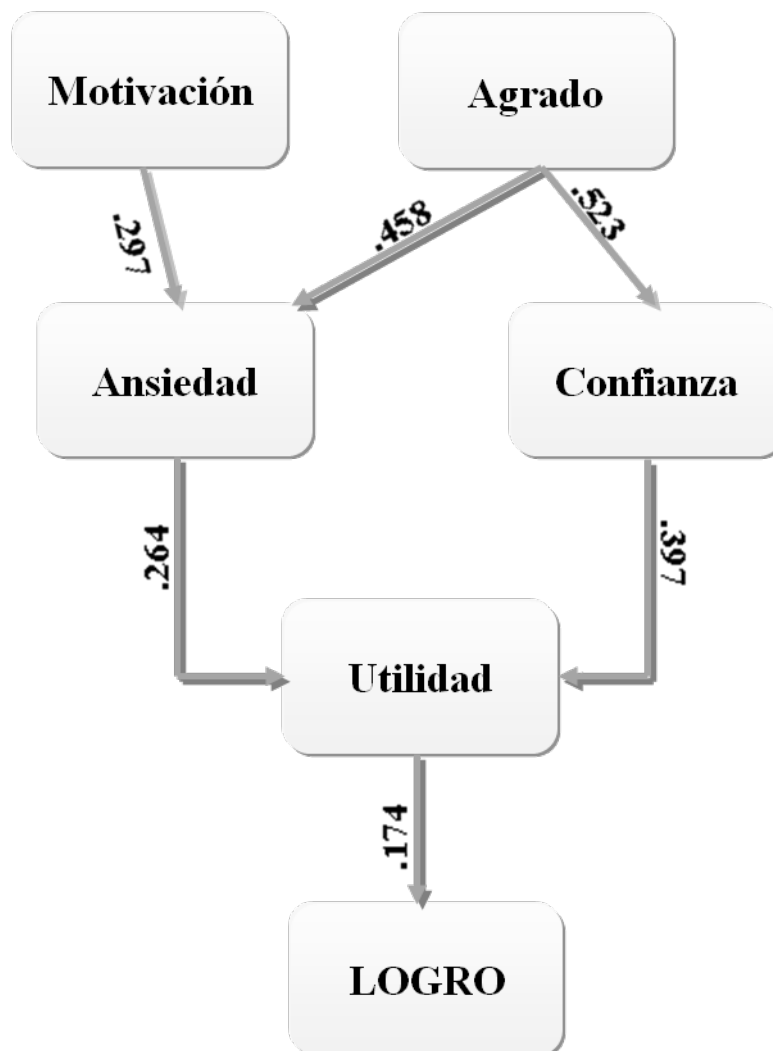 Motivación
Agrado
.297
.458
.523
Ansiedad
Confianza
.264
.397
Utilidad
.174
LOGRO